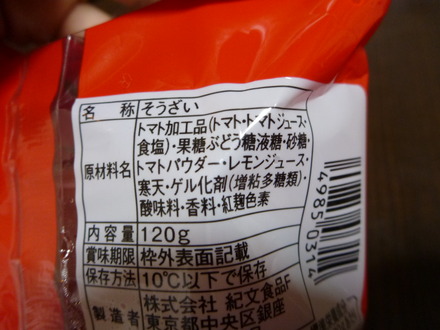 名 称 そうざい
原材料名 トマト加工品(トマト・トマトジュース・
食塩)・果糖ぶどう糖液糖・砂糖・
トマトパウダー・レモンジュース・
寒天・ゲル化剤(増粘多糖類)・
酸味料・香料・紅麹色素
内容量 120g
賞味期限 枠外表面記載
保存方法 10℃以下で保存
製造者 株式会社 紀文食品F
東京都中央区銀座
49850314